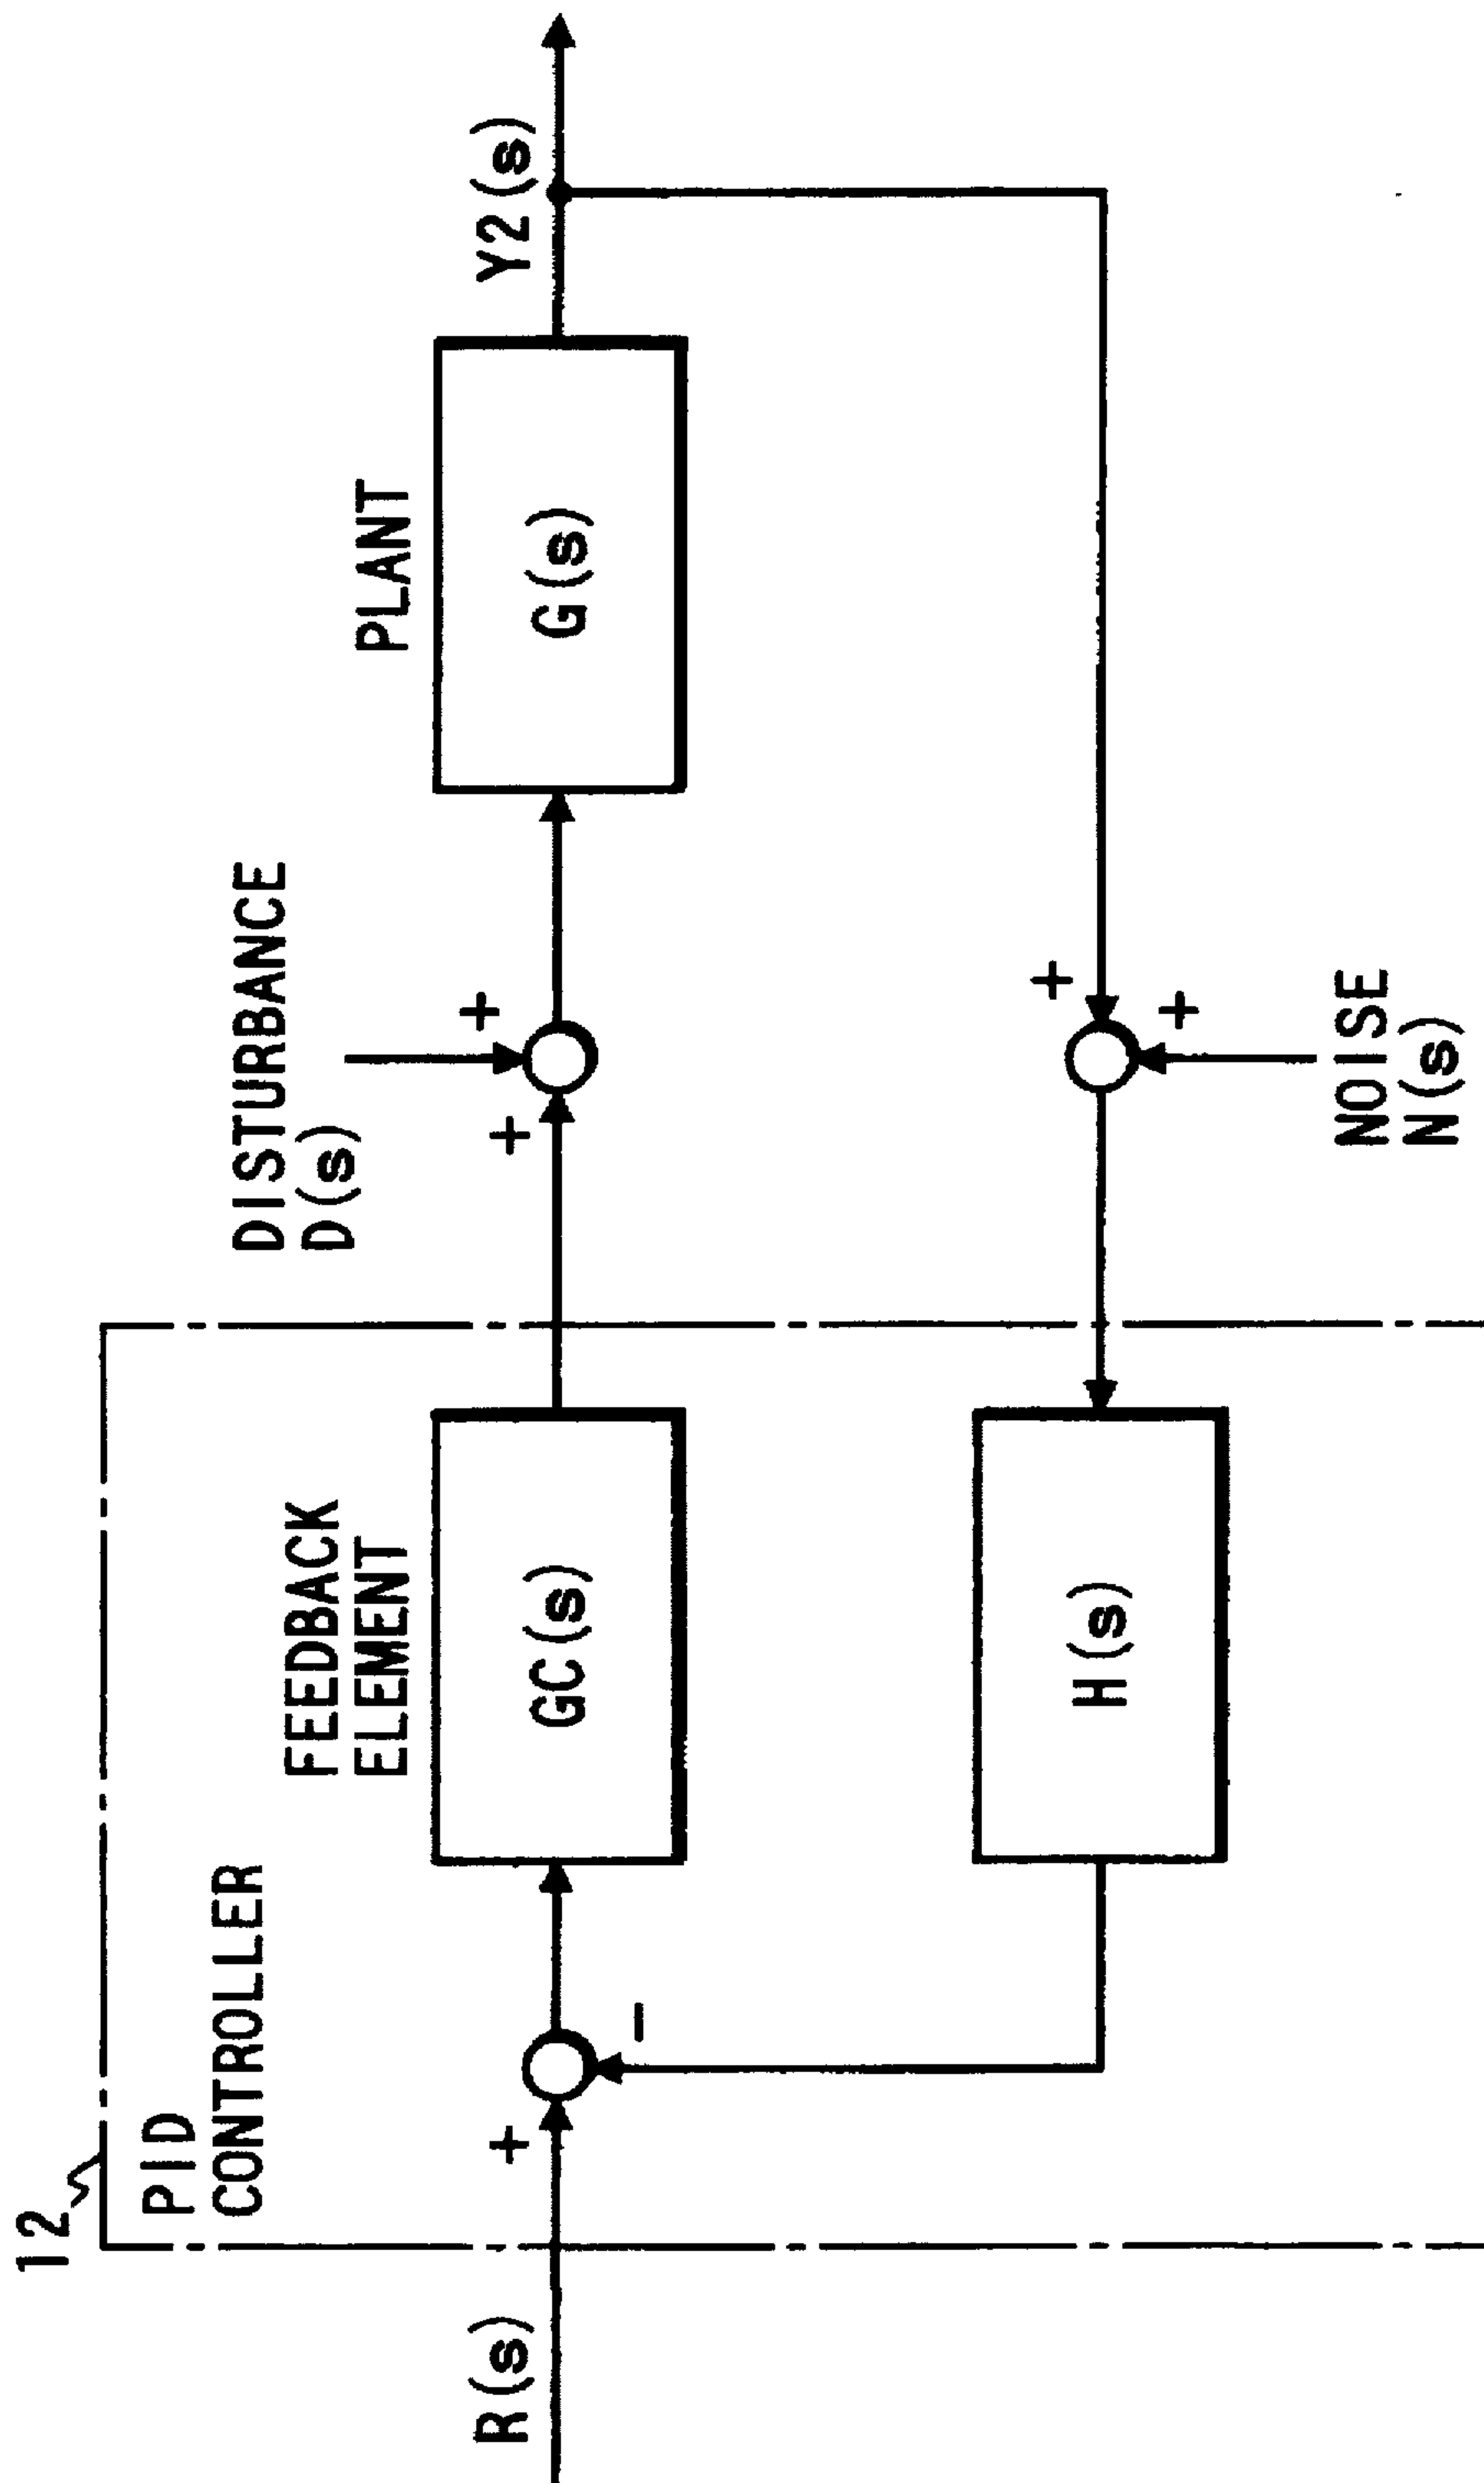 12
PID
CONTROLLER
R(s)
+
-
FEEDBACK
ELEMENT
GC(s)
H(s)
DISTURBANCE
D(s)
+
+
PLANT
G(s)
Y2(s)
+
+
NOISE
N(s)